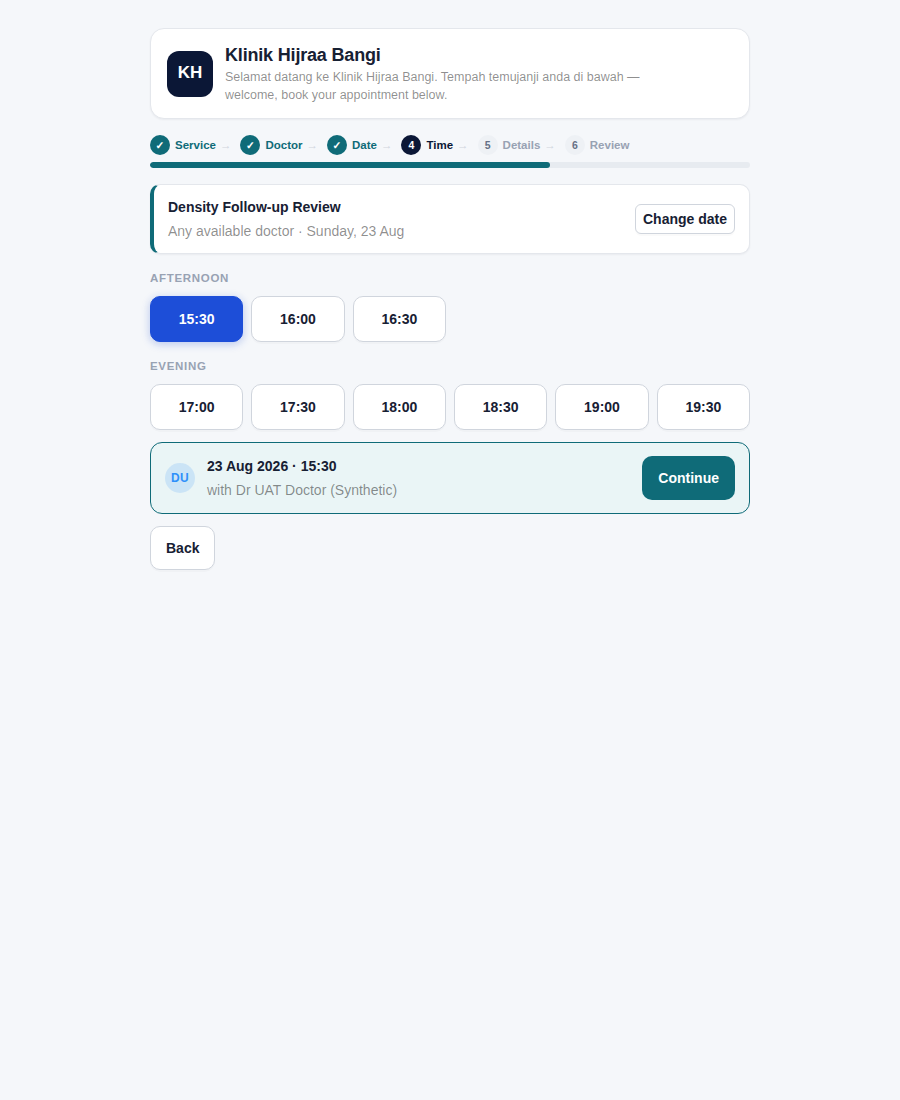 KH
Klinik Hijraa Bangi
Selamat datang ke Klinik Hijraa Bangi. Tempah temujanji anda di bawah —
welcome, book your appointment below.
✓ Service → ✓ Doctor → ✓ Date → 4 Time → 5 Details → 6 Review
Density Follow-up Review
Any available doctor · Sunday, 23 Aug
Change date
AFTERNOON
15:30 16:00 16:30
EVENING
17:00 17:30 18:00 18:30 19:00 19:30
DU
23 Aug 2026 · 15:30
with Dr UAT Doctor (Synthetic)
Continue
Back